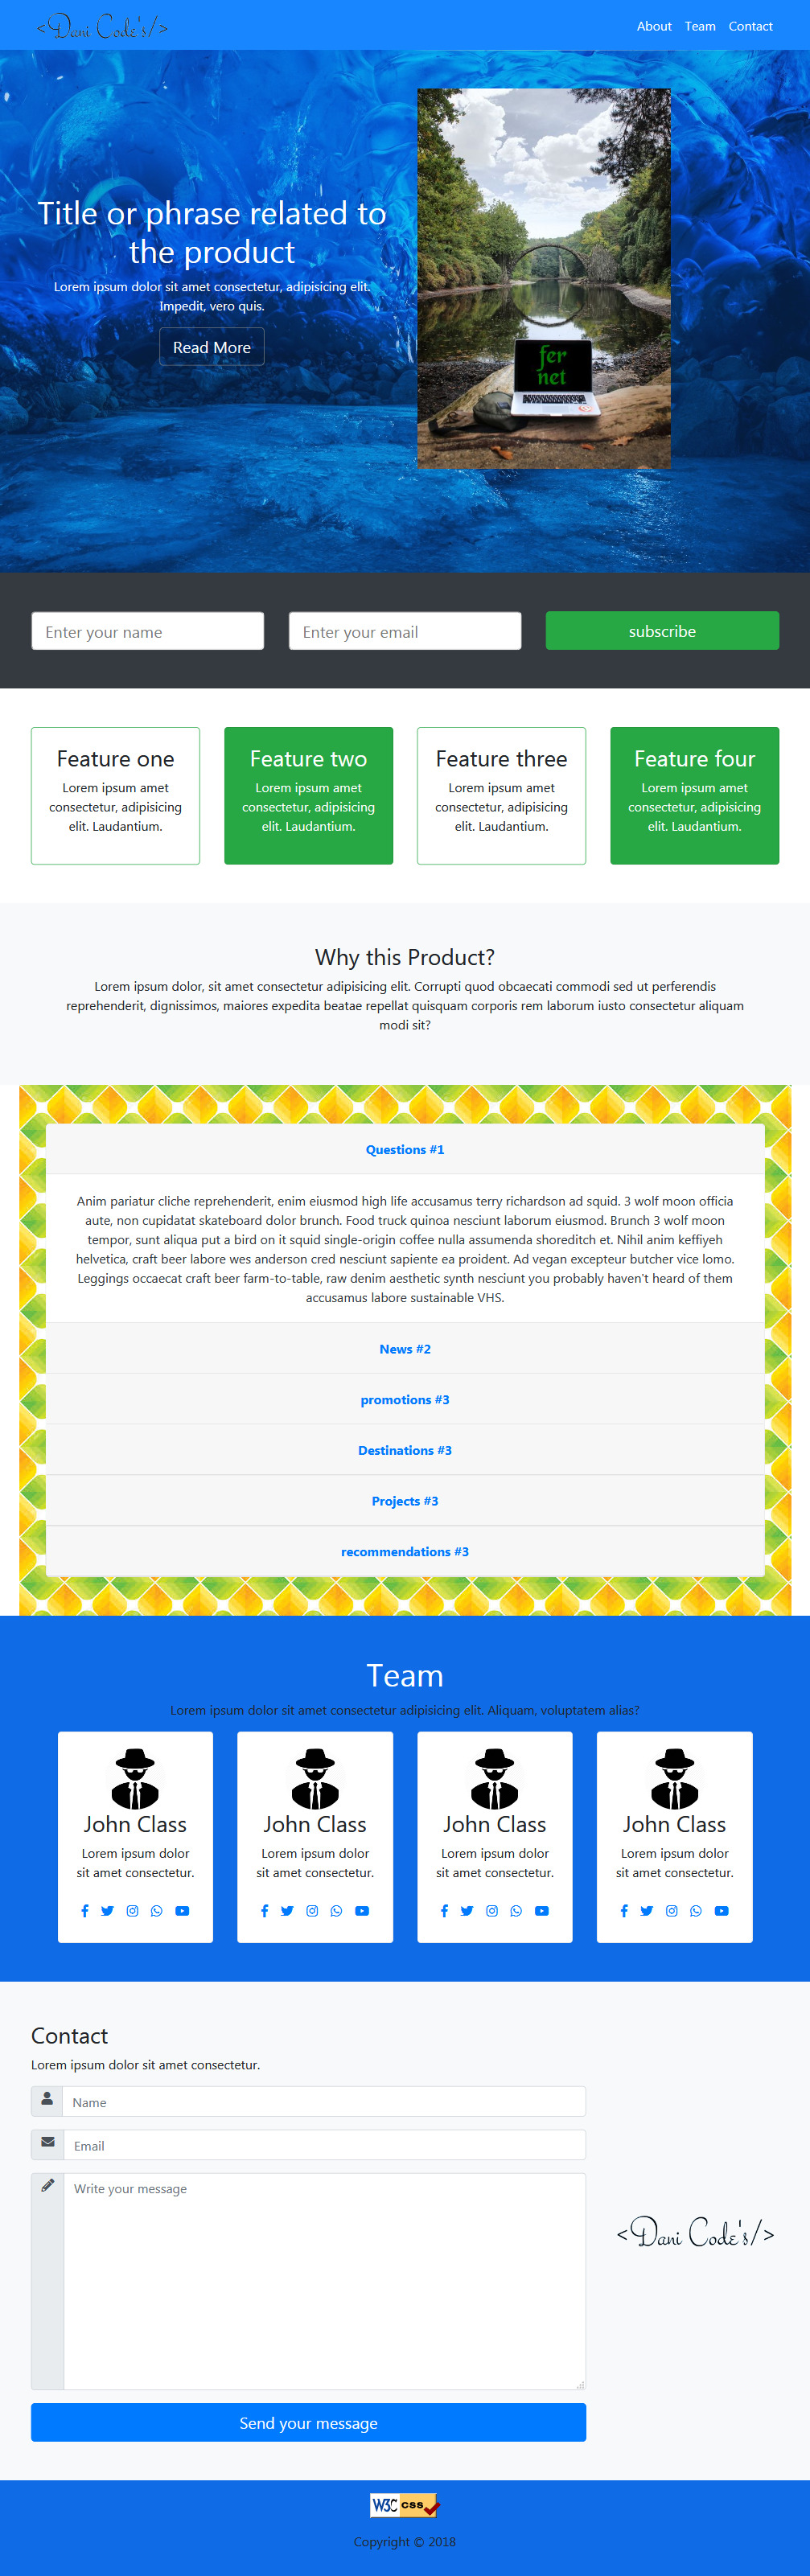 <Dani Code's/>
About Team Contact
Title or phrase related to
the product
Lorem ipsum dolor sit amet consectetur, adipisicing elit.
Impedit, vero quis.
Read More
fer
net
Enter your name
Enter your email
subscribe
Feature one
Lorem ipsum amet
consectetur, adipisicing
elit. Laudantium.
Feature two
Lorem ipsum amet
consectetur, adipisicing
elit. Laudantium.
Feature three
Lorem ipsum amet
consectetur, adipisicing
elit. Laudantium.
Feature four
Lorem ipsum amet
consectetur, adipisicing
elit. Laudantium.
Why this Product?
Lorem ipsum dolor, sit amet consectetur adipisicing elit. Corrupti quod obcaecati commodi sed ut perferendis
reprehenderit, dignissimos, maiores expedita beatae repellat quisquam corporis rem laborum iusto consectetur aliquam
modi sit?
Questions #1
Anim pariatur cliche reprehenderit, enim eiusmod high life accusamus terry richardson ad squid. 3 wolf moon officia
aute, non cupidatat skateboard dolor brunch. Food truck quinoa nesciunt laborum eiusmod. Brunch 3 wolf moon
tempor, sunt aliqua put a bird on it squid single-origin coffee nulla assumenda shoreditch et. Nihil anim keffiyeh
helvetica, craft beer labore wes anderson cred nesciunt sapiente ea proident. Ad vegan excepteur butcher vice lomo.
Leggings occaecat craft beer farm-to-table, raw denim aesthetic synth nesciunt you probably haven't heard of them
accusamus labore sustainable VHS.
News #2
promotions #3
Destinations #3
Projects #3
recommendations #3
Team
Lorem ipsum dolor sit amet consectetur adipisicing elit. Aliquam, voluptatem alias?
John Class
Lorem ipsum dolor
sit amet consectetur.
John Class
Lorem ipsum dolor
sit amet consectetur.
John Class
Lorem ipsum dolor
sit amet consectetur.
John Class
Lorem ipsum dolor
sit amet consectetur.
Contact
Lorem ipsum dolor sit amet consectetur.
Name
Email
Write your message
<Dani Code's/>
Send your message
W3C css
Copyright © 2018